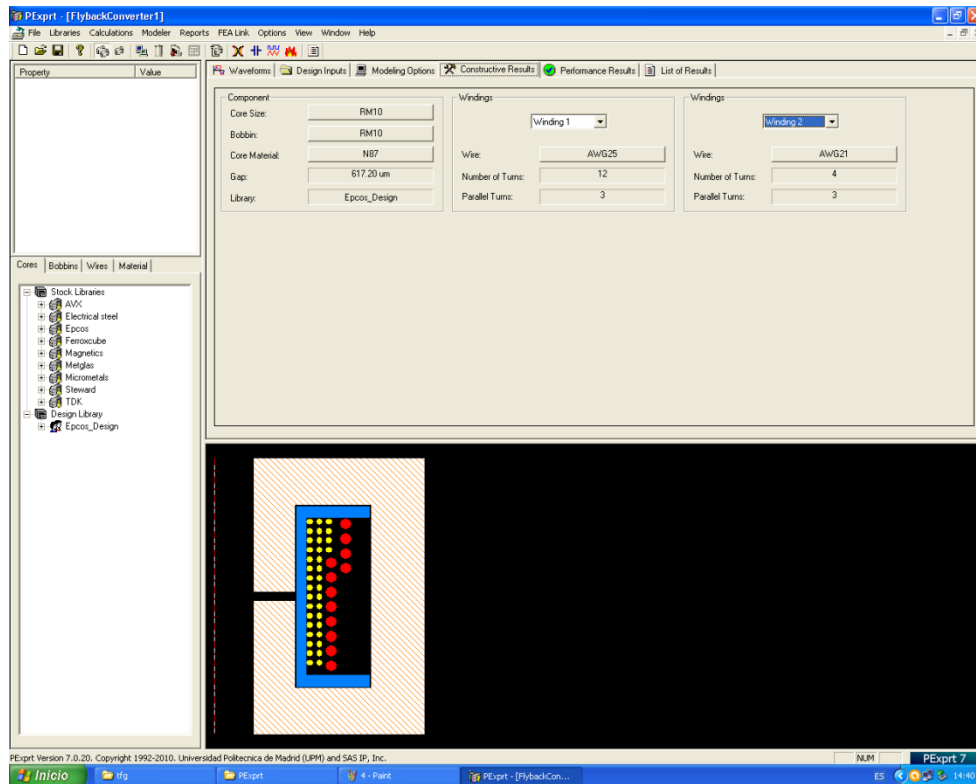 PExprt - [FlybackConverter1]
File Libraries Calculations Modeler Reports FEA Link Options View Window Help
Property Value
Waveforms Design Inputs Modeling Options Constructive Results Perfomance Results List of Results
Component
Core Size: RM10
Bobbin: RM10
Core Material: N87
Gap: 617.20 um
Library: Epcos_Design
Windings
Winding 1
Wire: AWG25
Number of Turns: 12
Parallel Turns: 3
Windings
Winding 2
Wire: AWG21
Number of Turns: 4
Parallel Turns: 3
Cores Bobbins Wires Material
Stock Libraries
AVX
Electrical steel
Epcos
Ferroxcube
Magnetics
Metglas
Micrometals
Steward
TDK
Design Library
Epcos_Design
PExprt Version 7.0.20. Copyright 1992-2010. Universidad Politecnica de Madrid (UPM) and SAS IP, Inc.
NUM
PExprt 7
Inicio
tfg
PExprt
4 - Paint
PExprt - [FlybackCon...
ES
14:40